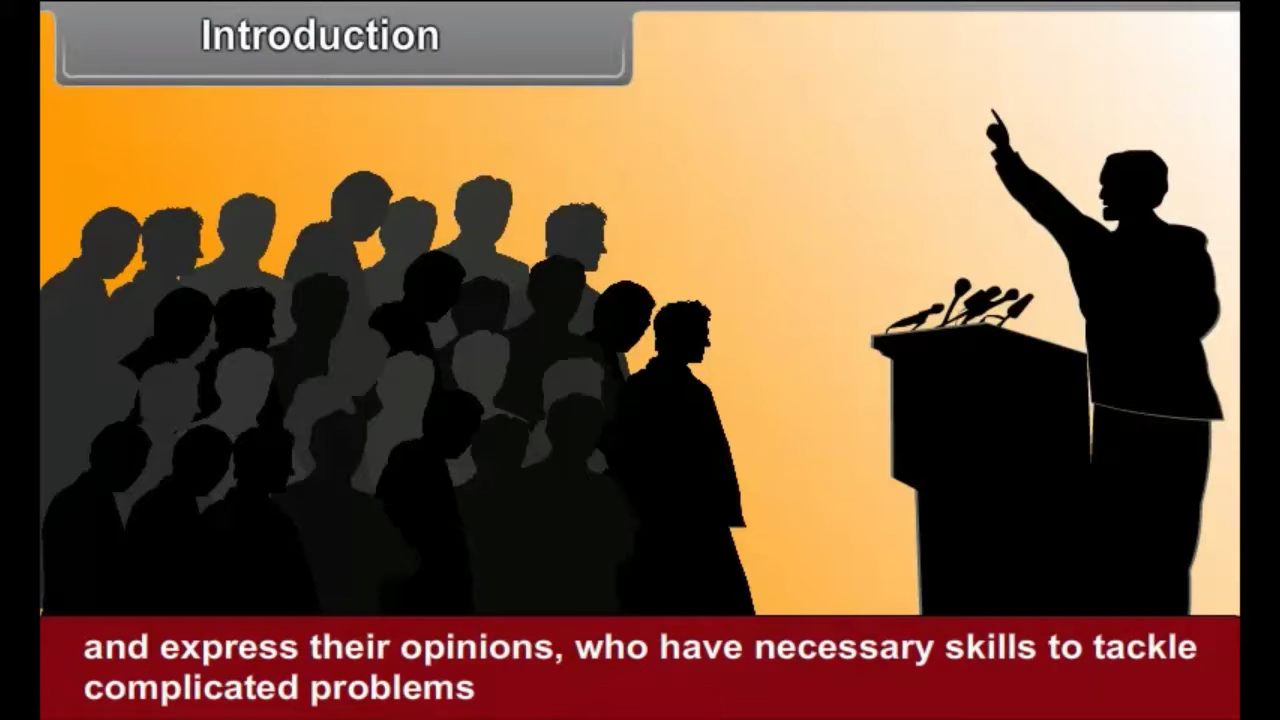 Introduction
and express their opinions, who have necessary skills to tackle
complicated problems